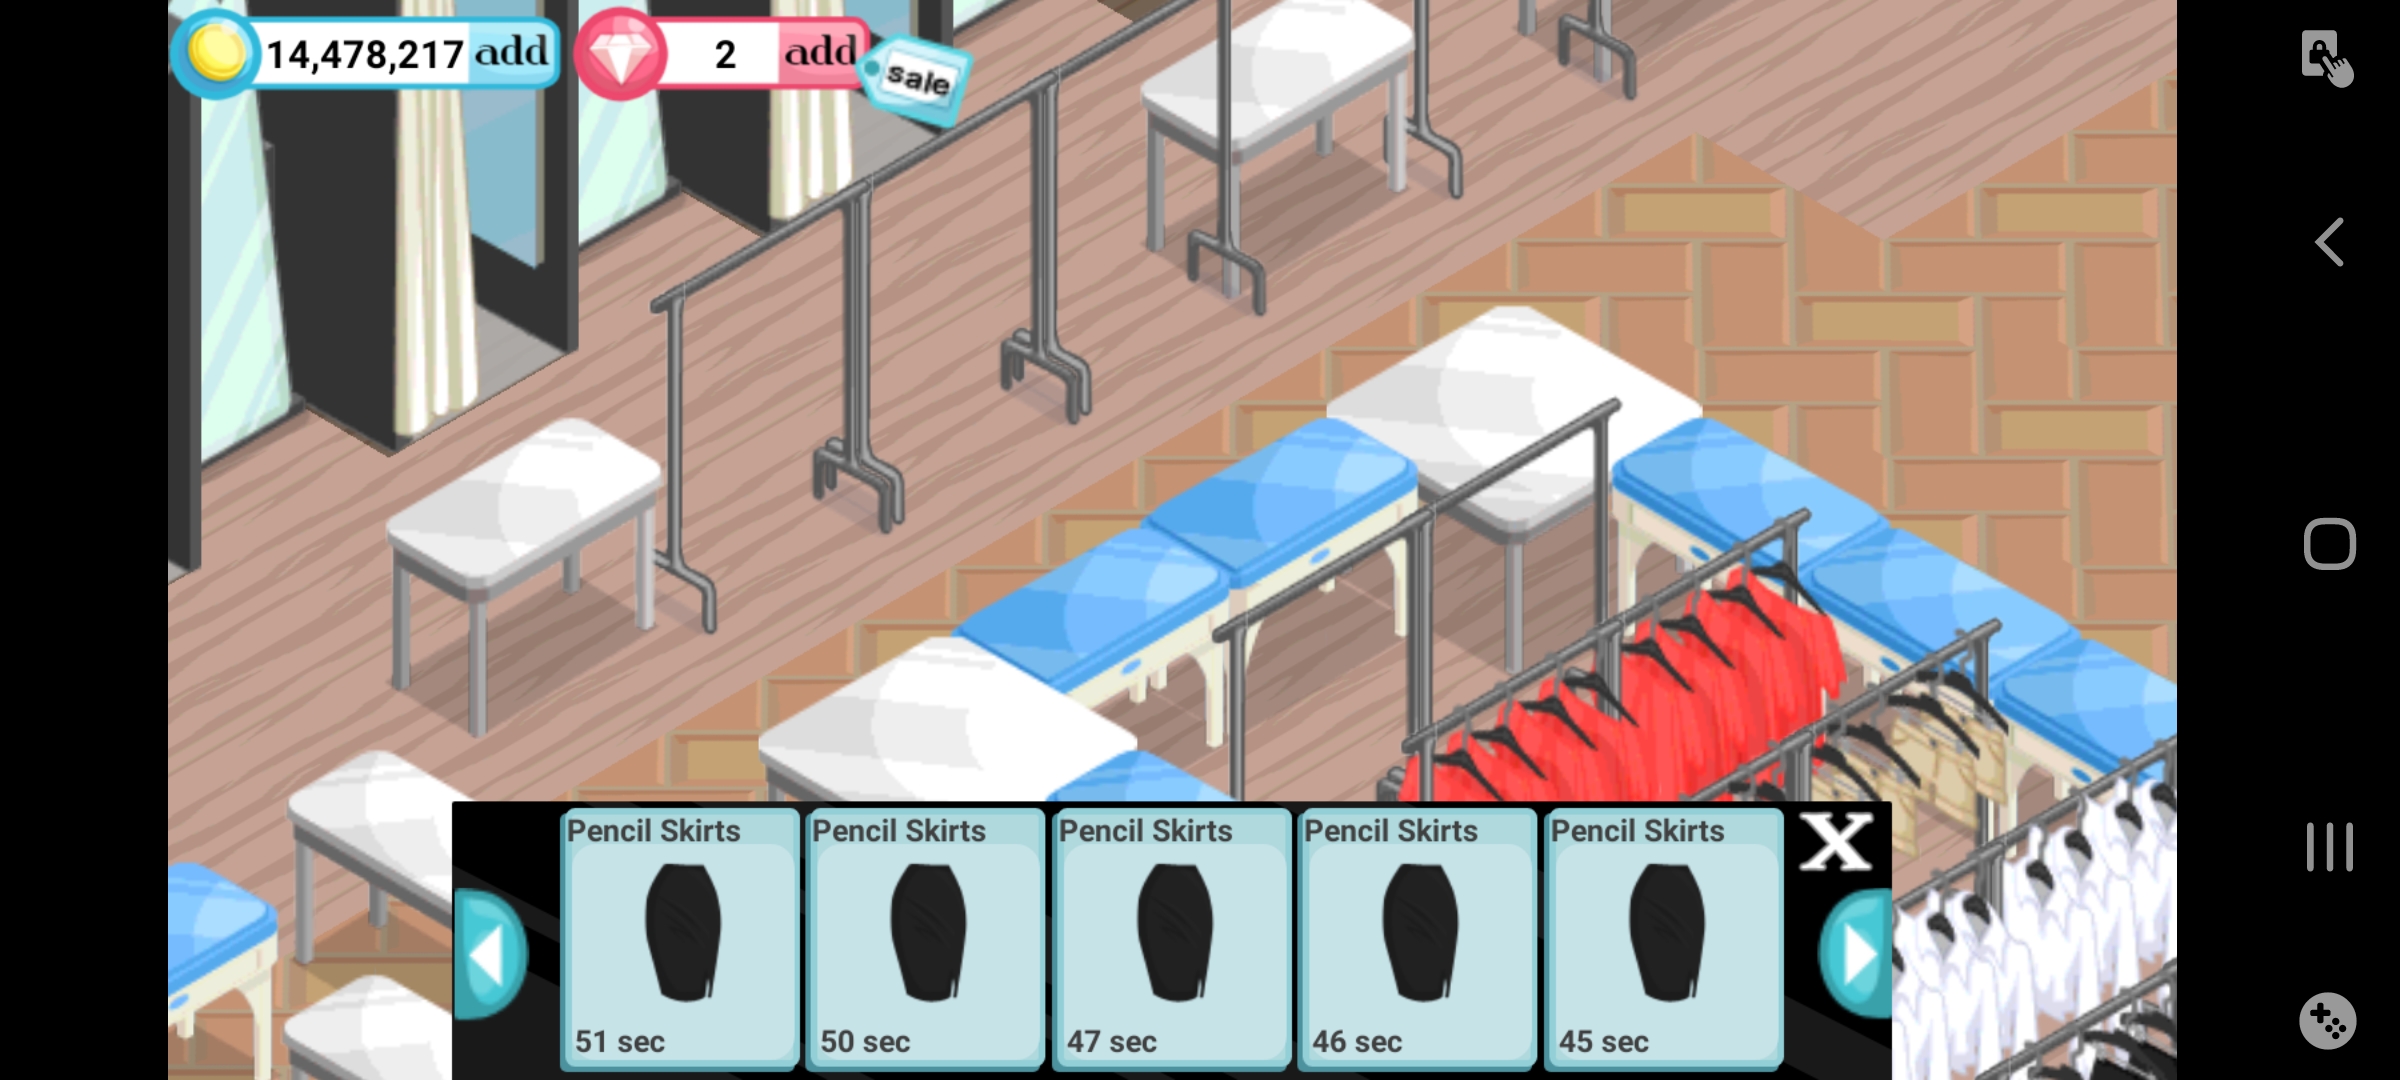 14,478,217 add
2 add
sale
Pencil Skirts Pencil Skirts Pencil Skirts Pencil Skirts Pencil Skirts X
51 sec 50 sec 47 sec 46 sec 45 sec